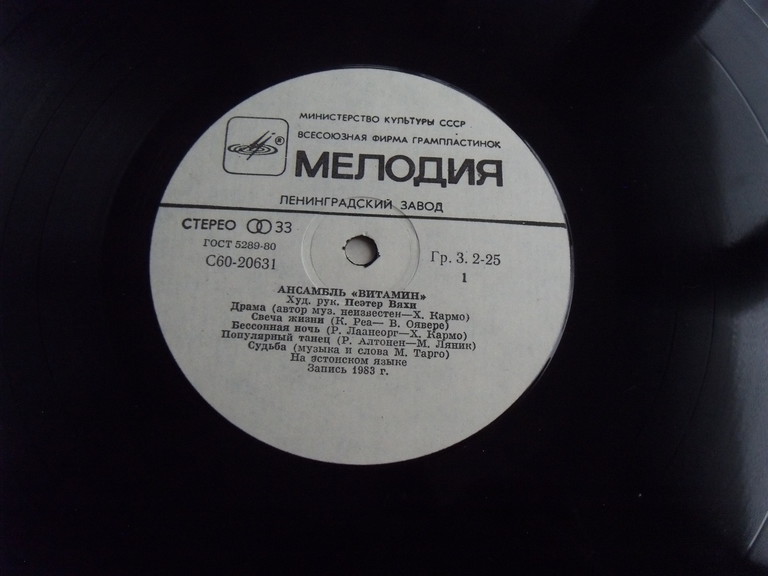 МИНИСТЕРСТВО КУЛЬТУРЫ СССР
ВСЕСОЮЗНАЯ ФИРМА ГРАМПЛАСТИНОК
®
МЕЛОДИЯ
ЛЕНИНГРАДСКИЙ ЗАВОД
СТЕРЕО 33
ГОСТ 5289-80
С60-20631
Гр. 3. 2-25
1
АНСАМБЛЬ «ВИТАМИН»
Худ. рук. Пеэтер Вяхи
Драма (автор муз. неизвестен—Х. Кармо)
Свеча жизни (К. Реа— В. Оявере)
Бессонная ночь (Р. Лаанеорг—Х. Кармо)
Популярный танец (Р. Алтонен—М. Ляник)
Судьба (музыка и слова М. Тарго)
На эстонском языке
Запись 1983 г.